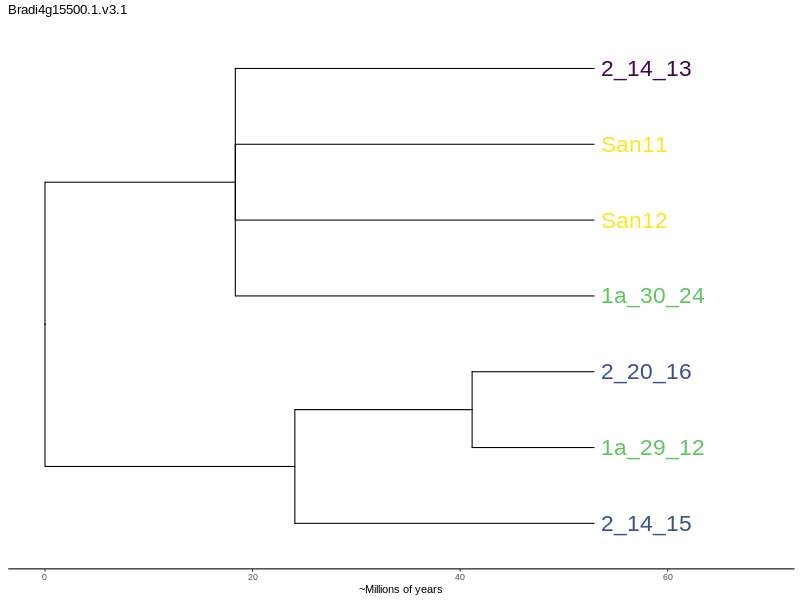 Bradi4g15500.1.v3.1
2_14_13
San11
San12
1a_30_24
2_20_16
1a_29_12
2_14_15
0 20 40 60
~Millions of years